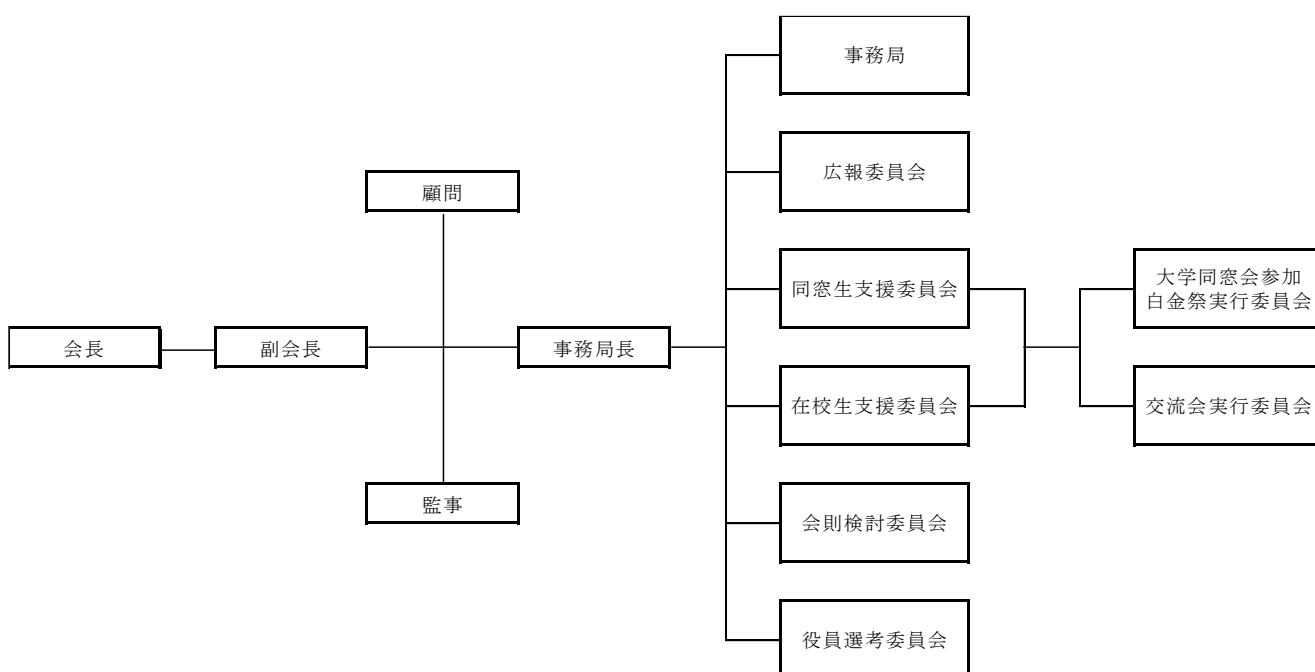 会長
副会長
顧問
監事
事務局長
事務局
広報委員会
同窓生支援委員会
在校生支援委員会
会則検討委員会
役員選考委員会
大学同窓会参加
白金祭実行委員会
交流会実行委員会